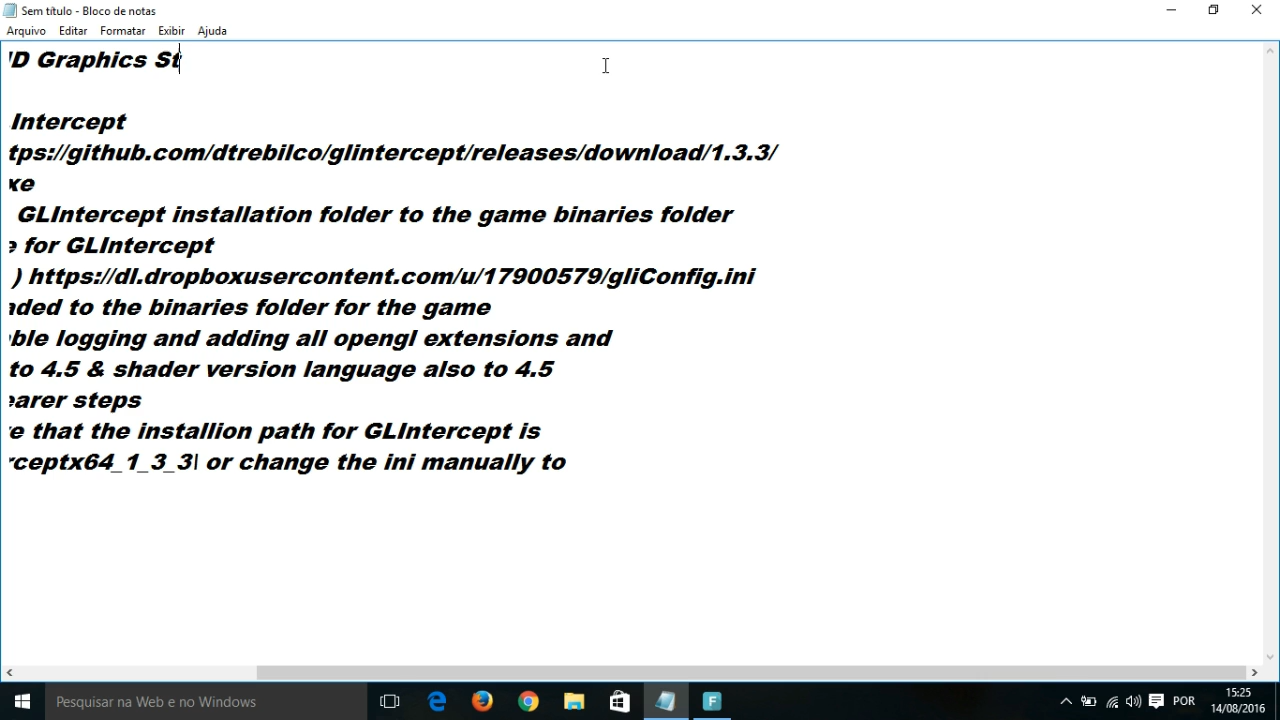 Sem título - Bloco de notas
Arquivo Editar Formatar Exibir Ajuda
D Graphics St
Intercept
tps://github.com/dtrebilco/glintercept/releases/download/1.3.3/
xe
GLIntercept installation folder to the game binaries folder
e for GLIntercept
) https://dl.dropboxusercontent.com/u/17900579/gliConfig.ini
aded to the binaries folder for the game
ble logging and adding all opengl extensions and
to 4.5 & shader version language also to 4.5
earer steps
e that the installion path for GLIntercept is
rceptx64_1_3_3\ or change the ini manually to
Pesquisar na Web e no Windows
F
POR
15:25
14/08/2016